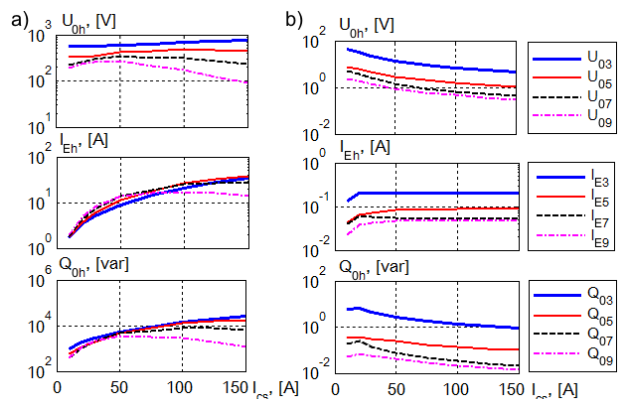 a) U0h, [V]
10^3
10^2
10^1
IEh, [A]
10^2
10^1
10^0
Q0h, [var]
10^6
10^4
10^2
0 50 100 150 Ics, [A]
b) U0h, [V]
10^2
10^0
10^-2
U03
U05
U07
U09
IEh, [A]
10^0
10^-1
10^-2
IE3
IE5
IE7
IE9
Q0h, [var]
10^2
10^0
10^-2
Q03
Q05
Q07
Q09
0 50 100 150 Ics, [A]